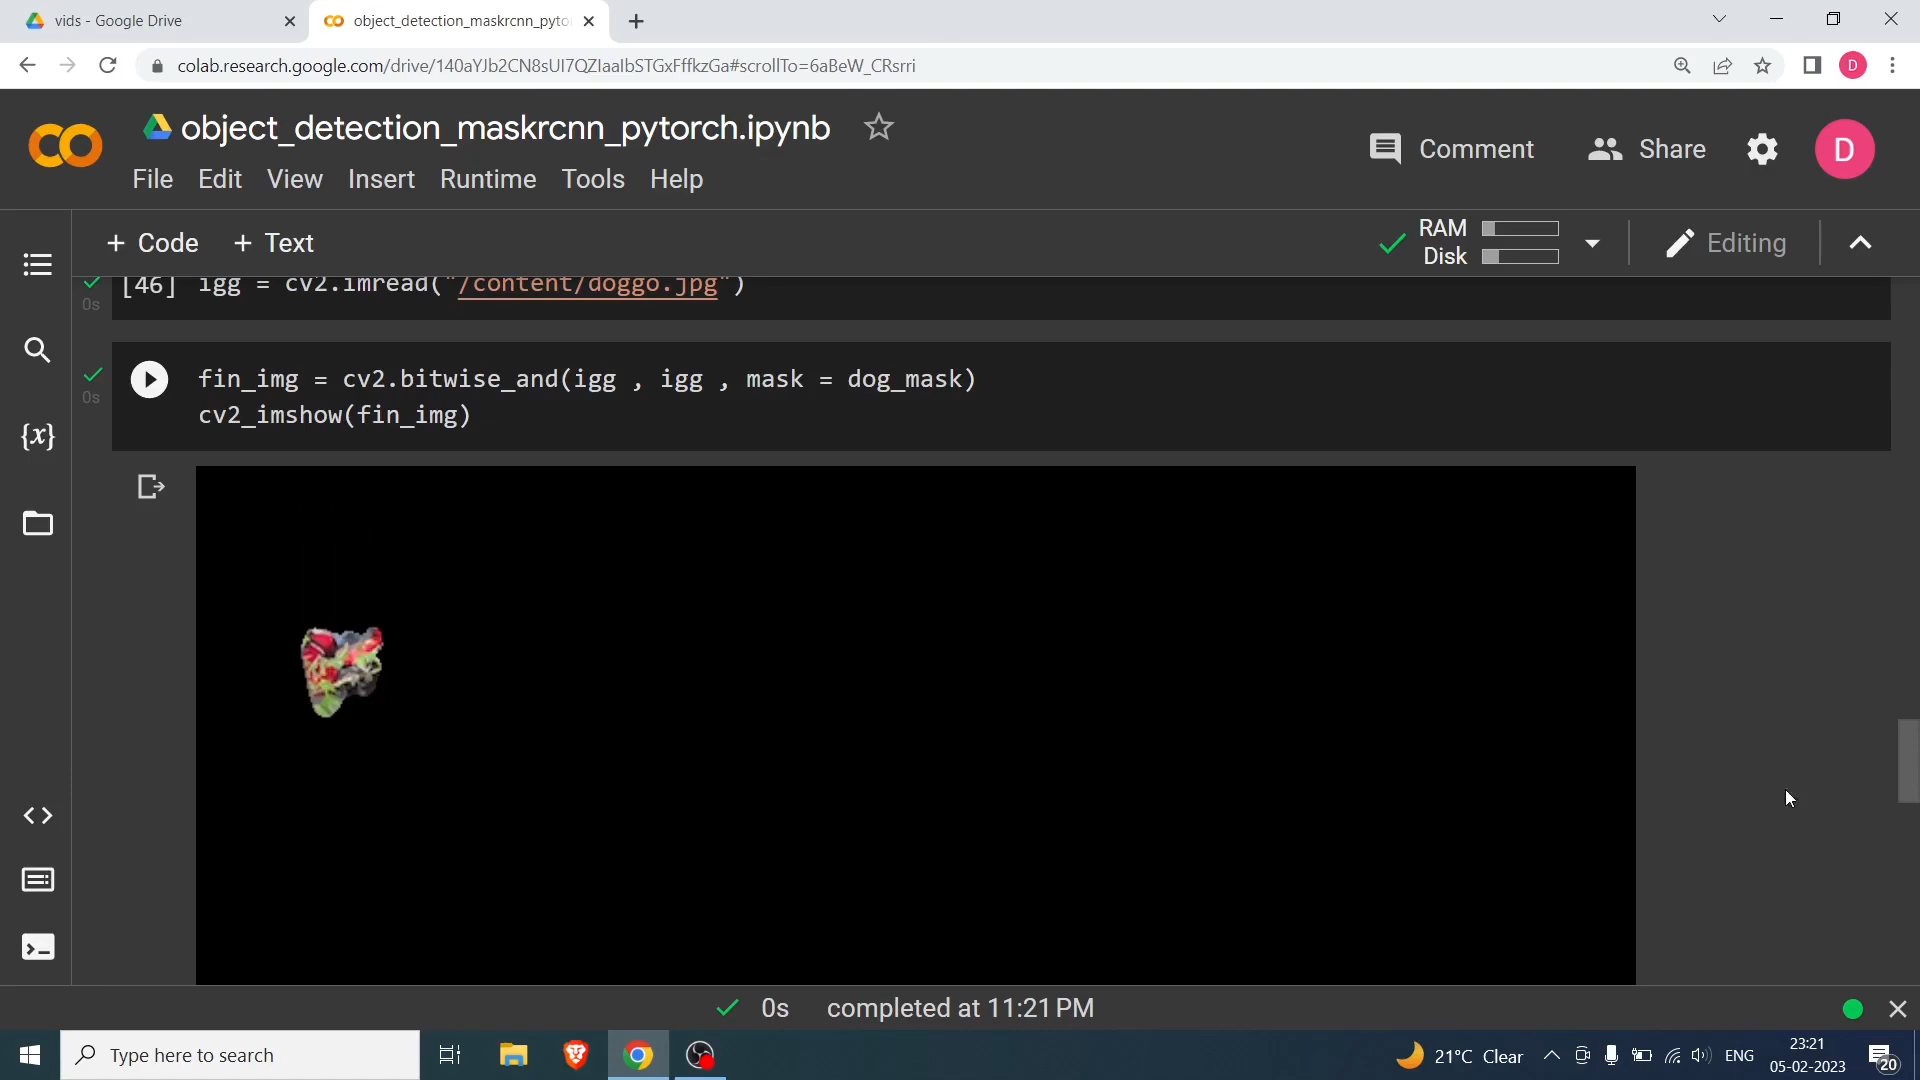 vids - Google Drive
object_detection_maskrcnn_pyto
colab.research.google.com/drive/140aYJb2CN8sUI7QZIaaIbSTGxFffkzGa#scrollTo=6aBeW_CRsrri
D
object_detection_maskrcnn_pytorch.ipynb
Comment
Share
D
File Edit View Insert Runtime Tools Help
+ Code + Text
RAM
Disk
Editing
[46] igg = cv2.imread("/content/doggo.jpg")
0s
fin_img = cv2.bitwise_and(igg , igg , mask = dog_mask)
0s
cv2_imshow(fin_img)
{x}
0s completed at 11:21 PM
Type here to search
21°C Clear
ENG
23:21
05-02-2023
20